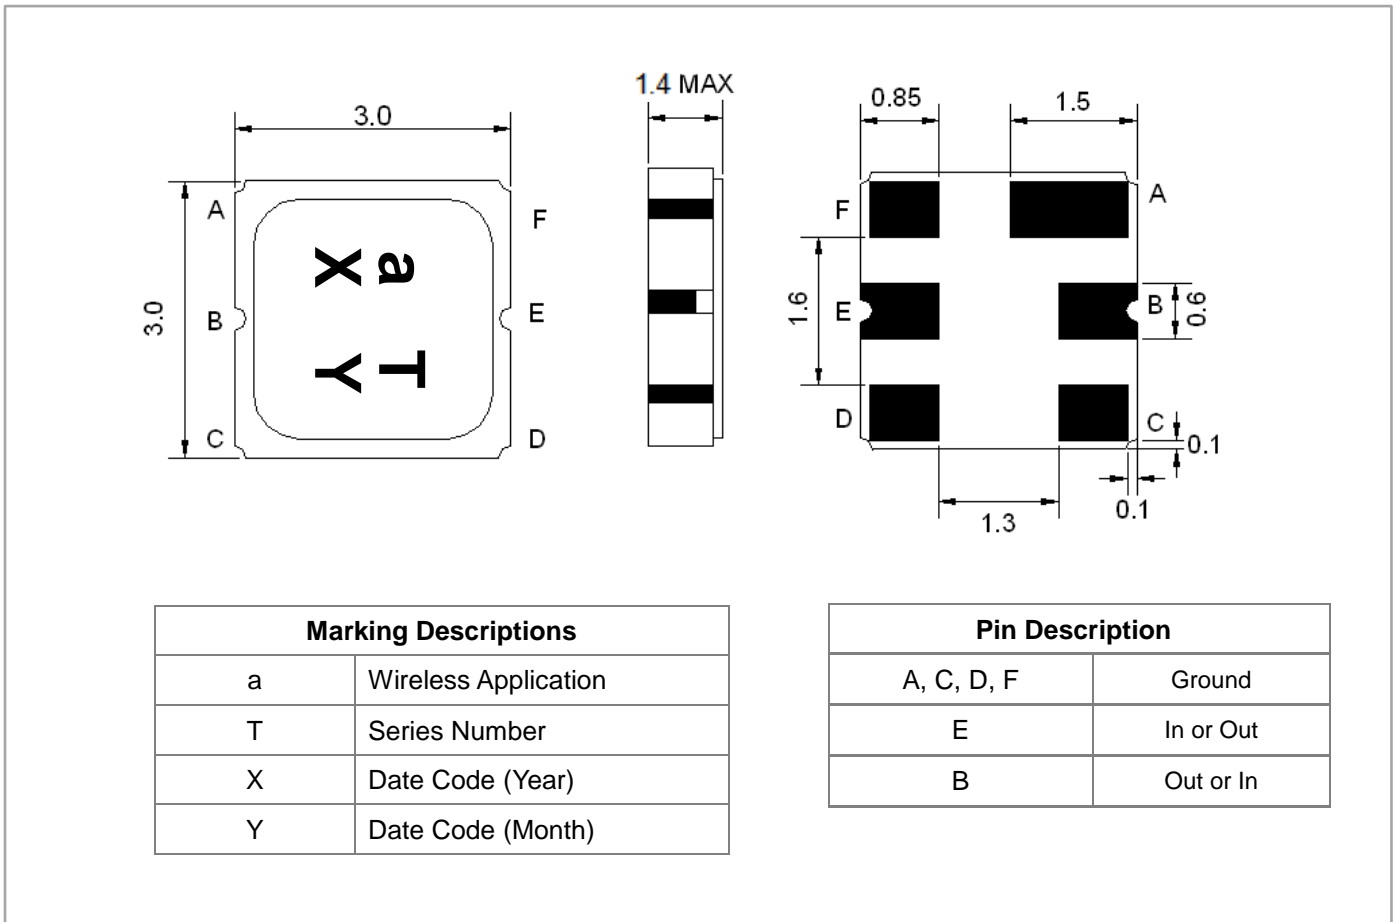 1.4 MAX
3.0
0.85
1.5
A
F
B
E
C
D
3.0
a
X
T
Y
F
A
E
B
D
C
1.6
0.6
0.1
0.1
1.3
Marking Descriptions
a Wireless Application
T Series Number
X Date Code (Year)
Y Date Code (Month)
Pin Description
A, C, D, F Ground
E In or Out
B Out or In